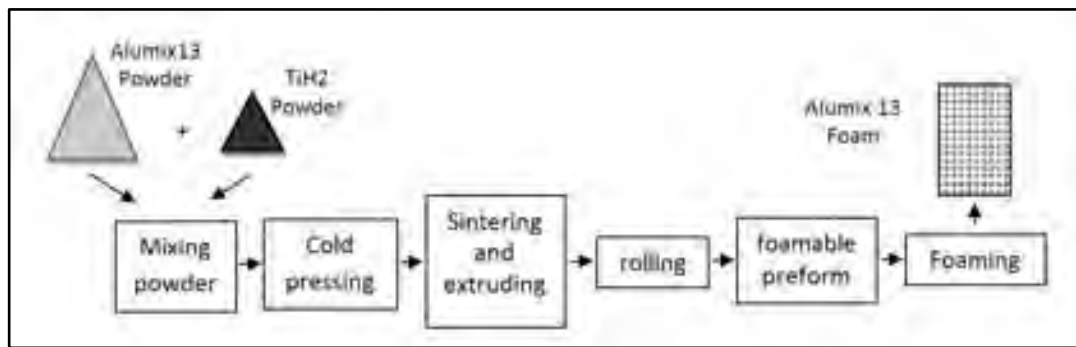 Alumix13
Powder
TiH2
Powder
+
Alumix 13
Foam
Mixing
powder
Cold
pressing
Sintering
and
extruding
rolling
foamable
preform
Foaming